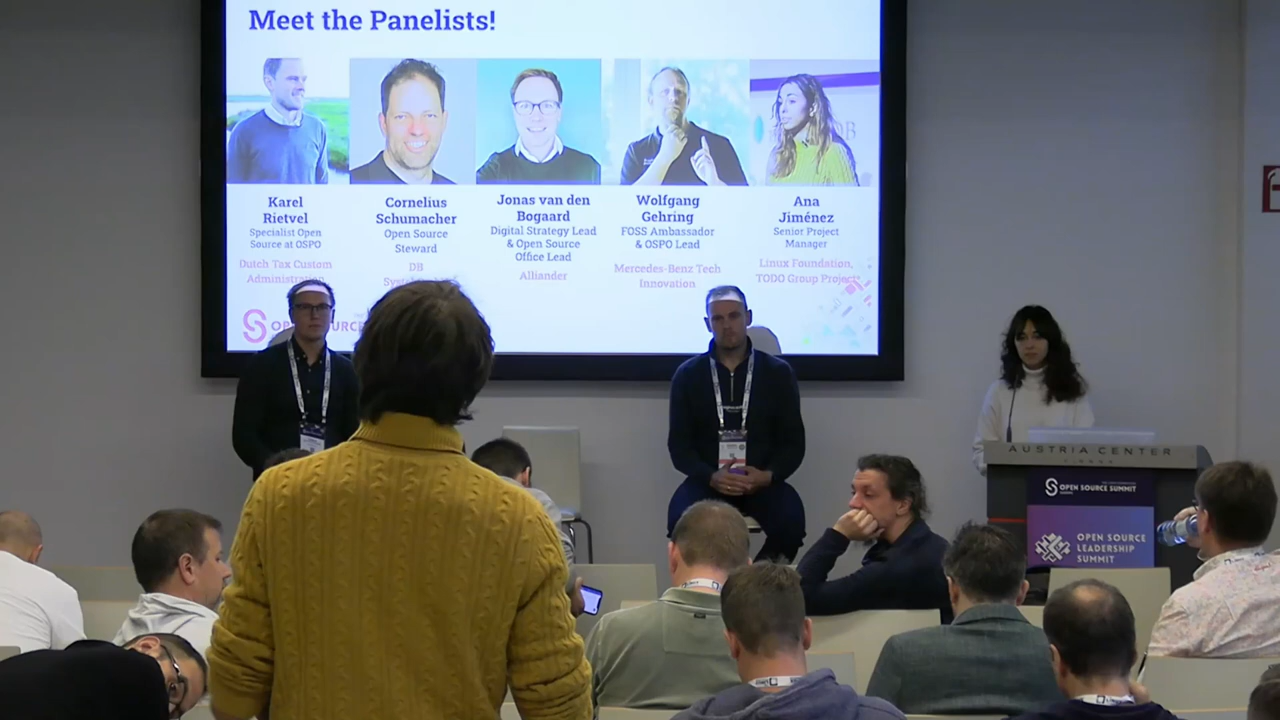 Meet the Panelists!
Karel
Rietvel
Specialist Open
Source at OSPO
Dutch Tax Custom
Administration
Cornelius
Schumacher
Open Source
Steward
DB
Jonas van den
Bogaard
Digital Strategy Lead
& Open Source
Office Lead
Alliander
Wolfgang
Gehring
FOSS Ambassador
& OSPO Lead
Mercedes-Benz Tech
Innovation
Ana
Jiménez
Senior Project
Manager
Linux Foundation,
TODO Group Project
AUSTRIA CENTER
OPEN SOURCE SUMMIT
OPEN SOURCE
LEADERSHIP
SUMMIT